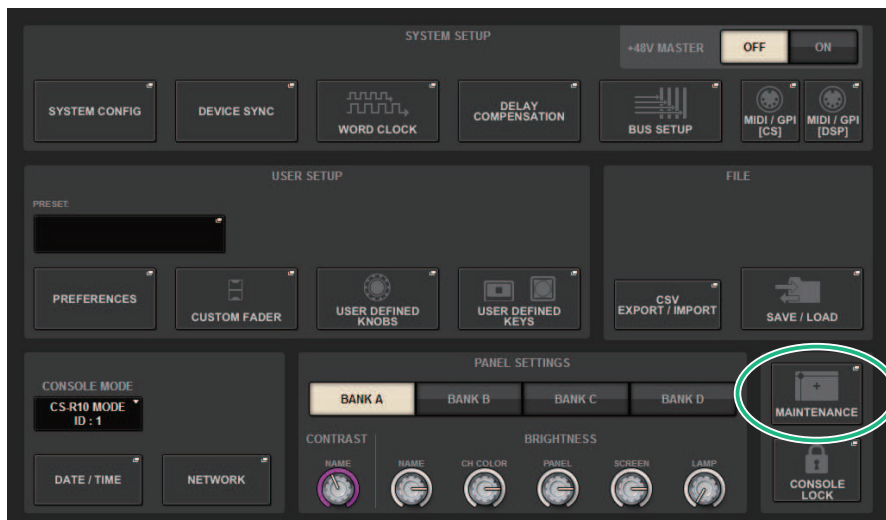 SYSTEM SETUP
+48V MASTER
OFF
ON
SYSTEM CONFIG
DEVICE SYNC
WORD CLOCK
DELAY
COMPENSATION
BUS SETUP
MIDI / GPI
[CS]
MIDI / GPI
[DSP]
USER SETUP
PRESET:
PREFERENCES
CUSTOM FADER
USER DEFINED
KNOBS
USER DEFINED
KEYS
FILE
CSV
EXPORT / IMPORT
SAVE / LOAD
CONSOLE MODE
CS-R10 MODE
ID : 1
DATE / TIME
NETWORK
PANEL SETTINGS
BANK A
BANK B
BANK C
BANK D
CONTRAST
BRIGHTNESS
NAME
NAME
CH COLOR
PANEL
SCREEN
LAMP
MAINTENANCE
CONSOLE
LOCK